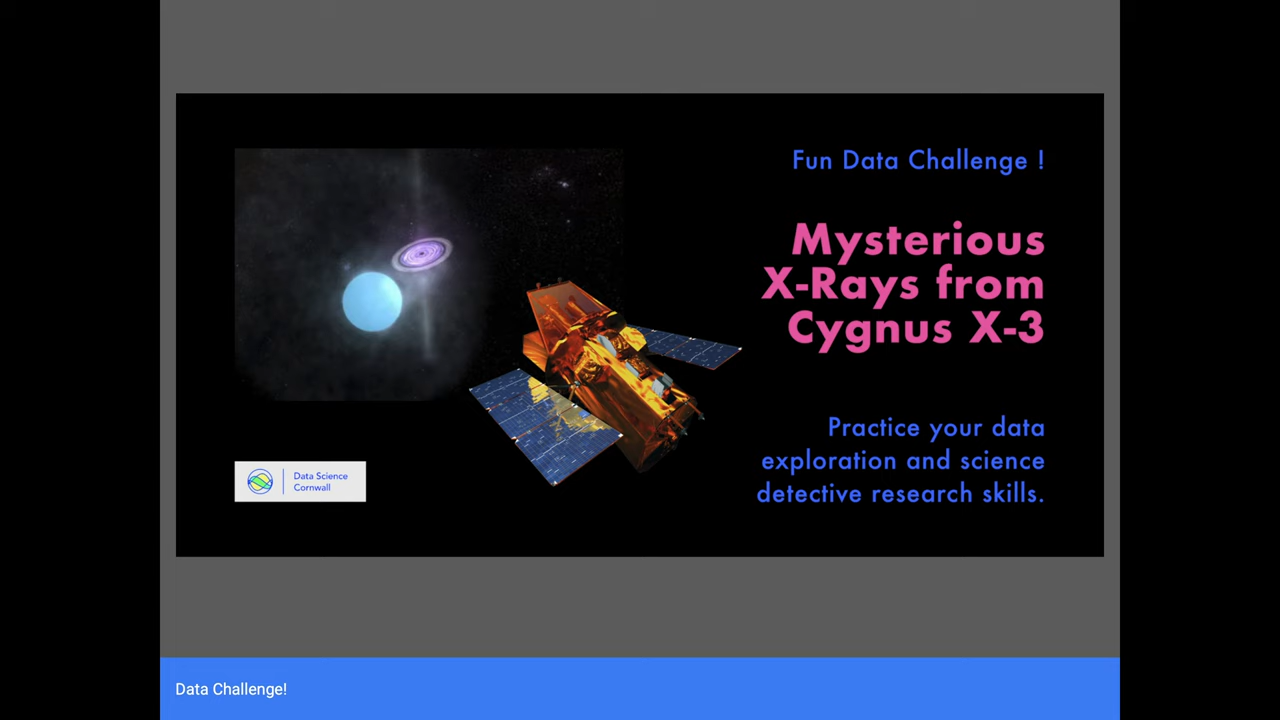 Fun Data Challenge !
Mysterious
X-Rays from
Cygnus X-3
Practice your data
exploration and science
detective research skills.
Data Science
Cornwall
Data Challenge!